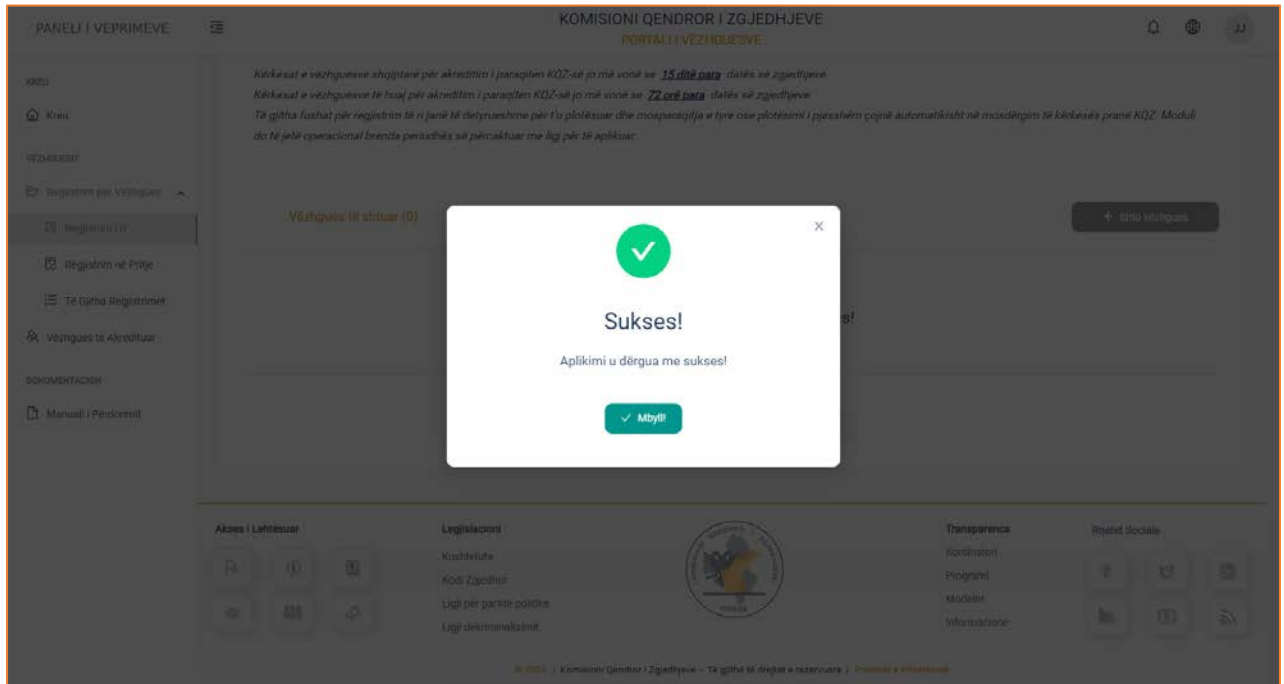 PANELI I VEPRIMEVE
KOMISIONI QENDROR I ZGJEDHJEVE
PORTALI I VËZHGUESVE
JJ
Kërkesat e vëzhguesve shqiptarë për akreditim i paraqiten KQZ-së jo më vonë se 15 ditë para datës së zgjedhjeve
Kërkesat e vëzhguesve të huaj për akreditim i paraqiten KQZ-së jo më vonë se 72 orë para datës së zgjedhjeve
Të gjitha fushat për regjistrim të ri janë të detyrueshme për t'u plotësuar dhe mosparaqitja e tyre ose plotësimi i pjesshëm çojnë automatikisht në mosdërgim të kërkesës pranë KQZ. Moduli
do të jetë operacional brenda periudhës së përcaktuar me ligj për të aplikuar.
KREU
Kreu
VËZHGUESIT
Regjistrim për Vëzhgues
Regjistrim i ri
Regjistrim në Pritje
Të Gjitha Regjistrimet
Vëzhgues të Akredituar
DOKUMENTACION
Manuali i Përdorimit
Vëzhgues të shtuar (0)
+ Shto vëzhgues
X
Sukses!
Aplikimi u dërgua me sukses!
Mbyll!
s!
Akses i Lehtësuar
Legjislacioni
Kushtetuta
Kodi Zgjedhor
Ligji për partitë politike
Ligji dekriminalizimit
Transparenca
Kordinatori
Programi
Modelet
Informacione
Rrjetet Sociale
Komisioni Qendror i Zgjedhjeve – Të gjithë të drejtat e rezervuara |